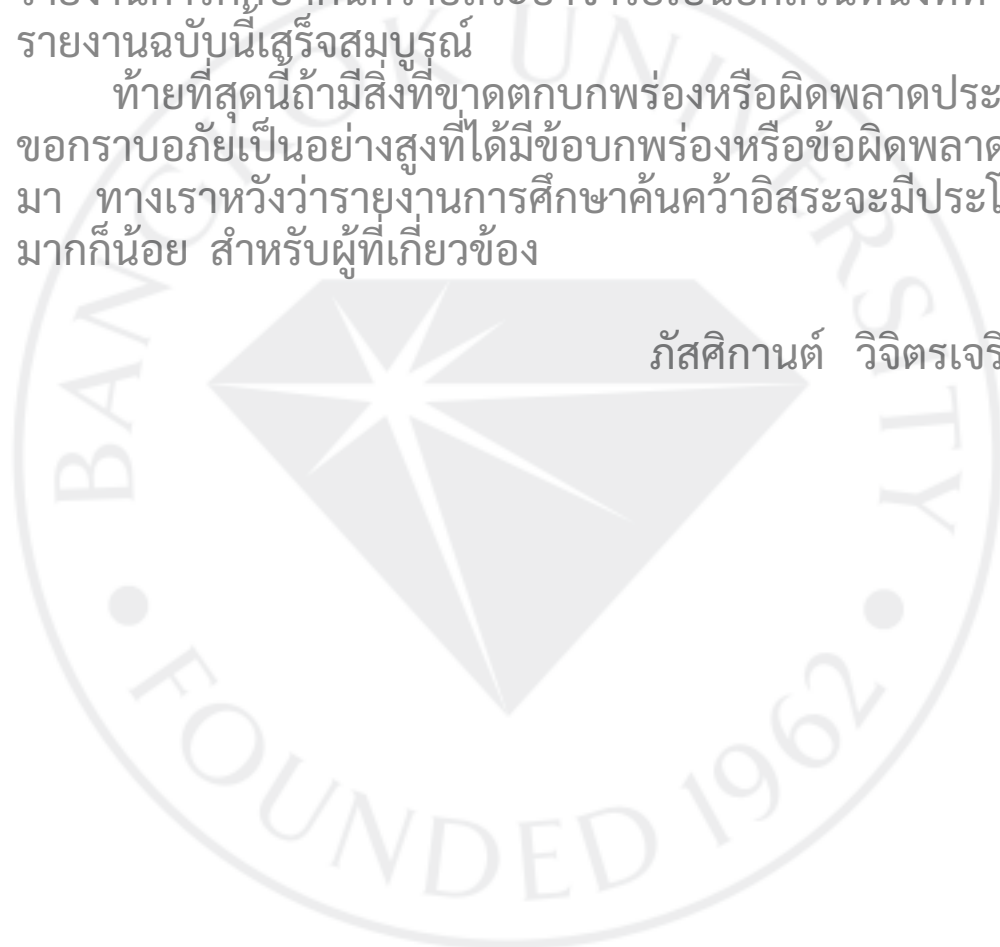 รายงานฉบับนี้เสร็จสมบูรณ์
ท้ายที่สุดนี้ถ้ามีสิ่งที่ขาดตกบกพร่องหรือผิดพลาดประ
ขอกราบอภัยเป็นอย่างสูงที่ได้มีข้อบกพร่องหรือข้อผิดพลาด
มา ทางเราหวังว่ารายงานการศึกษาค้นคว้าอิสระจะมีประโ
มากก็น้อย สำหรับผู้ที่เกี่ยวข้อง
ภัสศิกานต์ วิจิตรเจริ
BANGKOK UNIVERSITY
• FOUNDED 1962 •